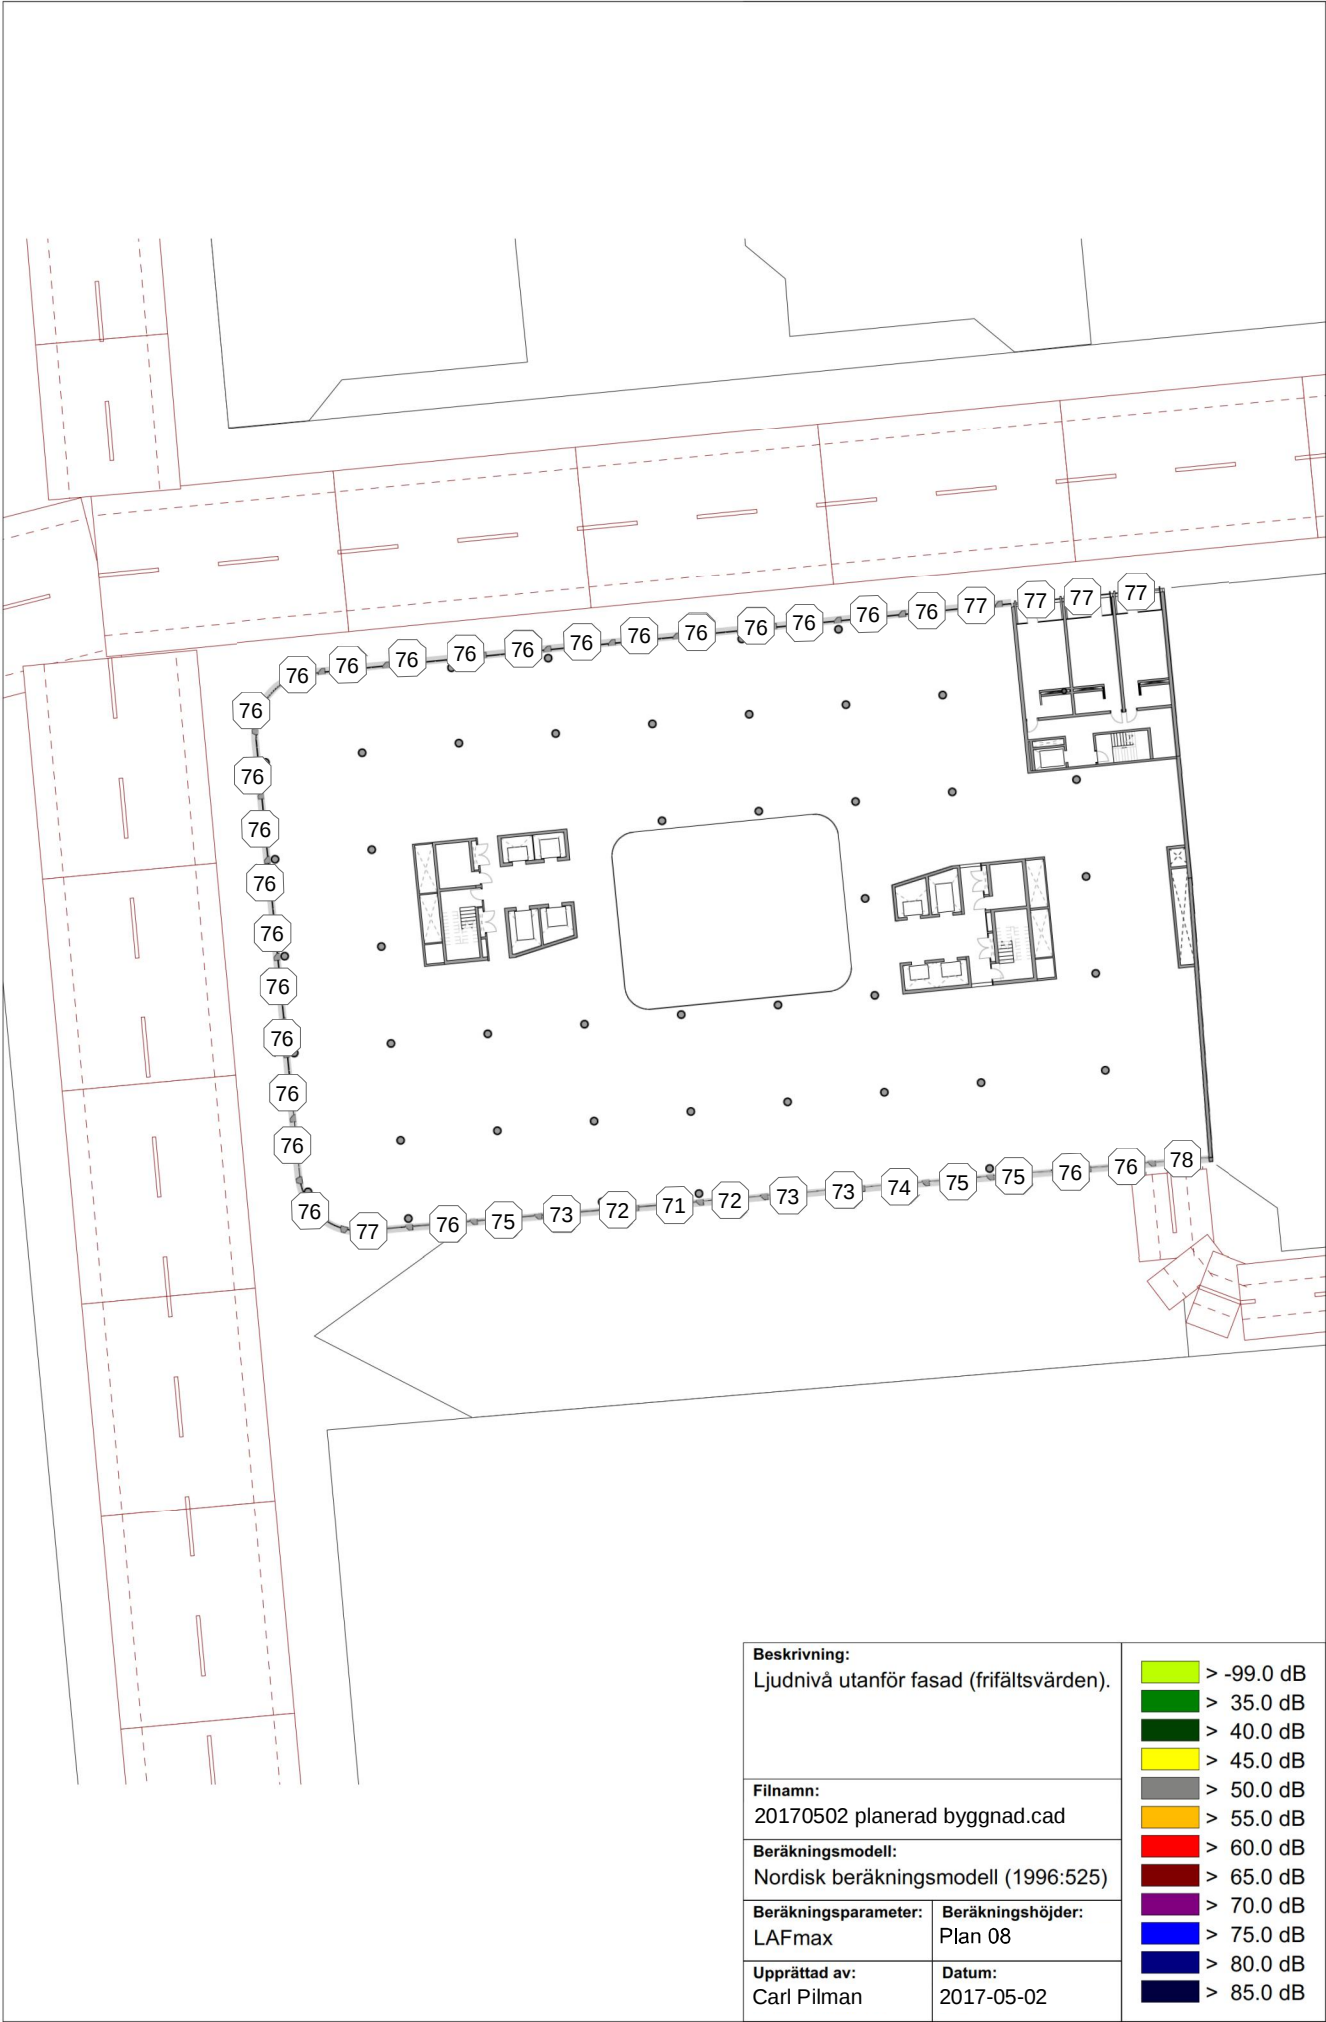 77 77 77
76 76 76 76 76 76 76 76 76 76 76 76 77
76
76
76
76
76
76
76
76
76
76
77 76 75 73 72 71 72 73 73 74 75 75 76 76 78
Beskrivning:
Ljudnivå utanför fasad (frifältsvärden).
Filnamn:
20170502 planerad byggnad.cad
Beräkningsmodell:
Nordisk beräkningsmodell (1996:525)
Beräkningsparameter:
LAFmax
Beräkningshöjder:
Plan 08
Upprättad av:
Carl Pilman
Datum:
2017-05-02
> -99.0 dB
> 35.0 dB
> 40.0 dB
> 45.0 dB
> 50.0 dB
> 55.0 dB
> 60.0 dB
> 65.0 dB
> 70.0 dB
> 75.0 dB
> 80.0 dB
> 85.0 dB